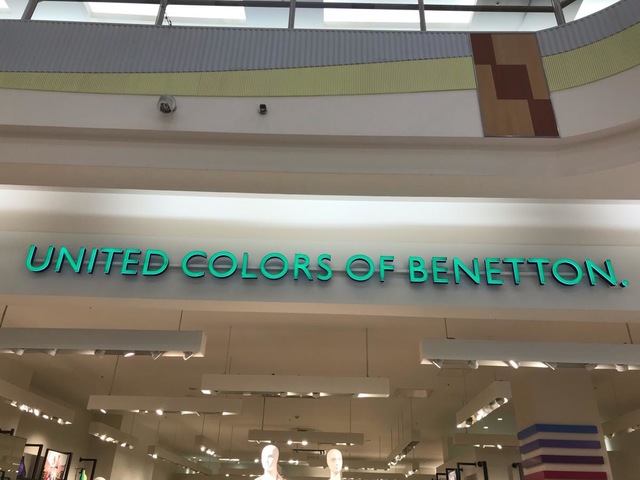 UNITED COLORS OF BENETTON.